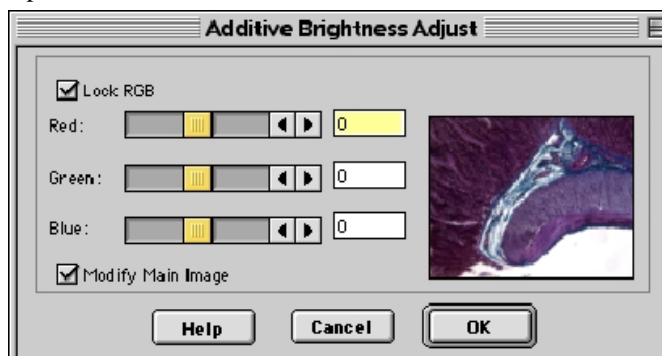 Additive Brightness Adjust
Lock RGB
Red: 0
Green: 0
Blue: 0
Modify Main Image
Help Cancel OK